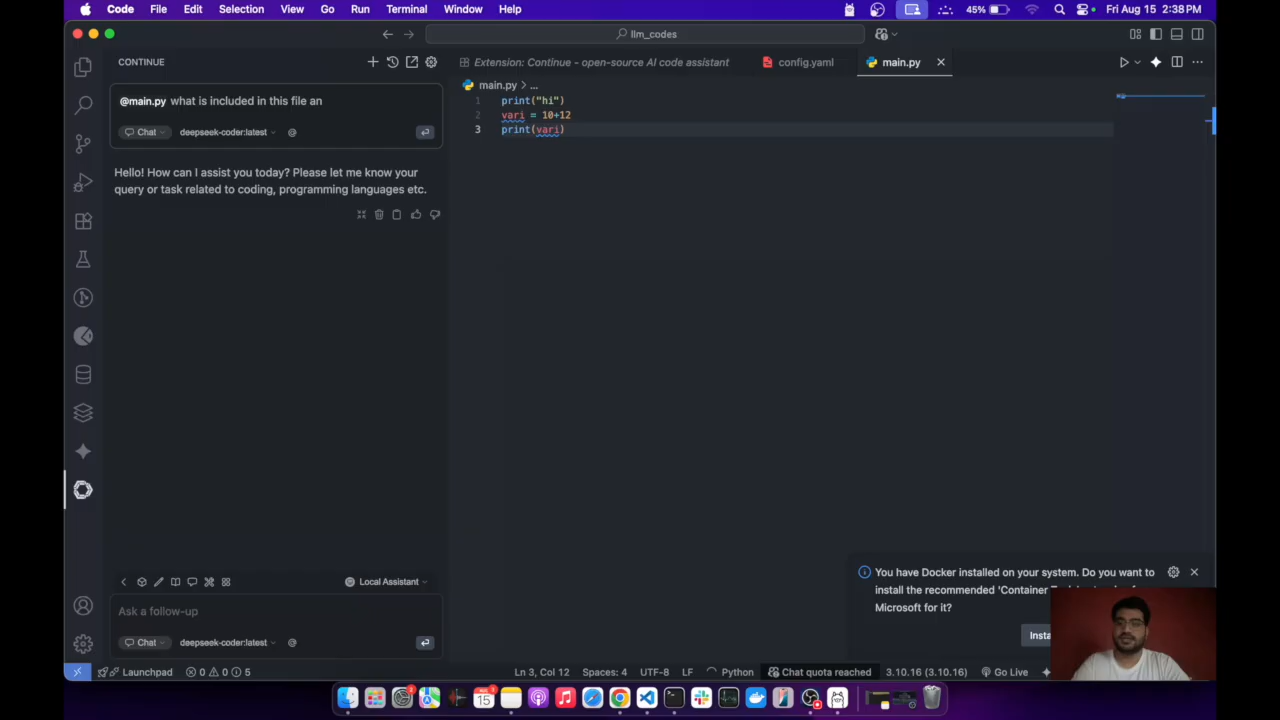 Code File Edit Selection View Go Run Terminal Window Help 45% Fri Aug 15 2:38 PM
llm_codes
CONTINUE
Extension: Continue - open-source AI code assistant config.yaml main.py
main.py > ...
@main.py what is included in this file an
Chat deepseek-coder:latest @
Hello! How can I assist you today? Please let me know your
query or task related to coding, programming languages etc.
1 print("hi")
2 vari = 10+12
3 print(vari)
Local Assistant
Ask a follow-up
Chat deepseek-coder:latest @
You have Docker installed on your system. Do you want to
install the recommended 'Container
Microsoft for it?
Insta
Launchpad 0 0 5 Ln 3, Col 12 Spaces: 4 UTF-8 LF Python Chat quota reached 3.10.16 (3.10.16) Go Live
15